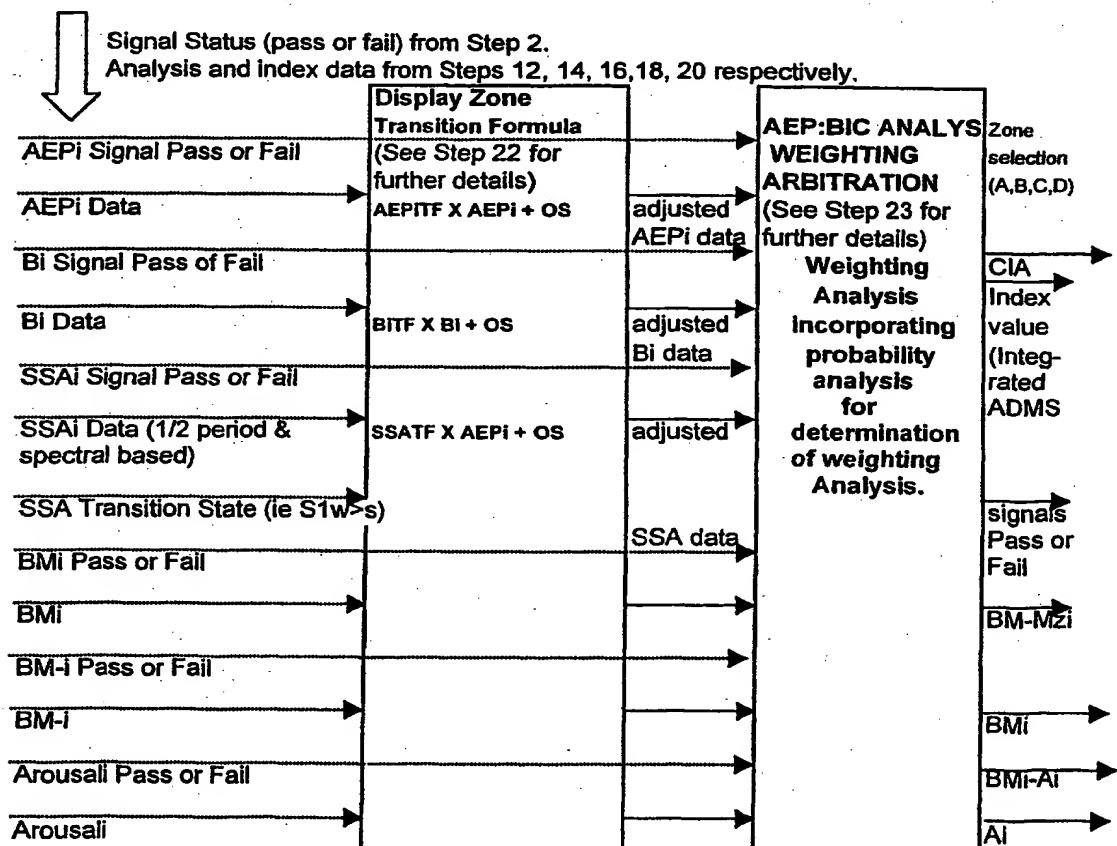 Signal Status (pass or fail) from Step 2.
Analysis and index data from Steps 12, 14, 16,18, 20 respectively.
AEPi Signal Pass or Fail
AEPi Data
Bi Signal Pass of Fail
Bi Data
SSAi Signal Pass or Fail
SSAi Data (1/2 period &
spectral based)
SSA Transition State (ie S1w>s)
BMi Pass or Fail
BMi
BM-i Pass or Fail
BM-i
Arousali Pass or Fail
Arousali
Display Zone
Transition Formula
(See Step 22 for
further details)
AEPITF X AEPi + OS
BITF X Bi + OS
SSATF X AEPi + OS
adjusted
AEPi data
adjusted
Bi data
adjusted
SSA data
AEP:BIC ANALYS
WEIGHTING
ARBITRATION
(See Step 23 for
further details)
Weighting
Analysis
incorporating
probability
analysis
for
determination
of weighting
Analysis.
Zone
selection
(A,B,C,D)
CIA
Index
value
(Integ-
rated
ADMS
signals
Pass or
Fail
BM-Mzi
BMi
BMi-Ai
Ai